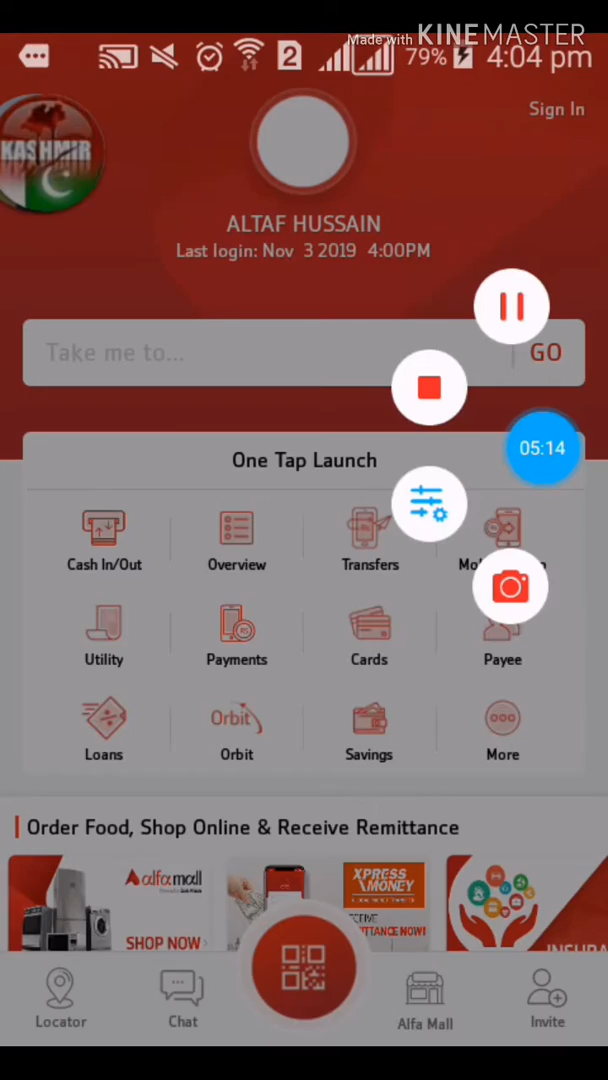 Made with KINEMASTER
2 79% 4:04 pm
KASHMIR
Sign In
ALTAF HUSSAIN
Last login: Nov 3 2019 4:00PM
Take me to... GO
05:14
One Tap Launch
Cash In/Out Overview Transfers
Utility Payments Cards Payee
Orbit
Loans Orbit Savings More
Order Food, Shop Online & Receive Remittance
alfamall
SHOP NOW
XPRESS
MONEY
Locator Chat Alfa Mall Invite